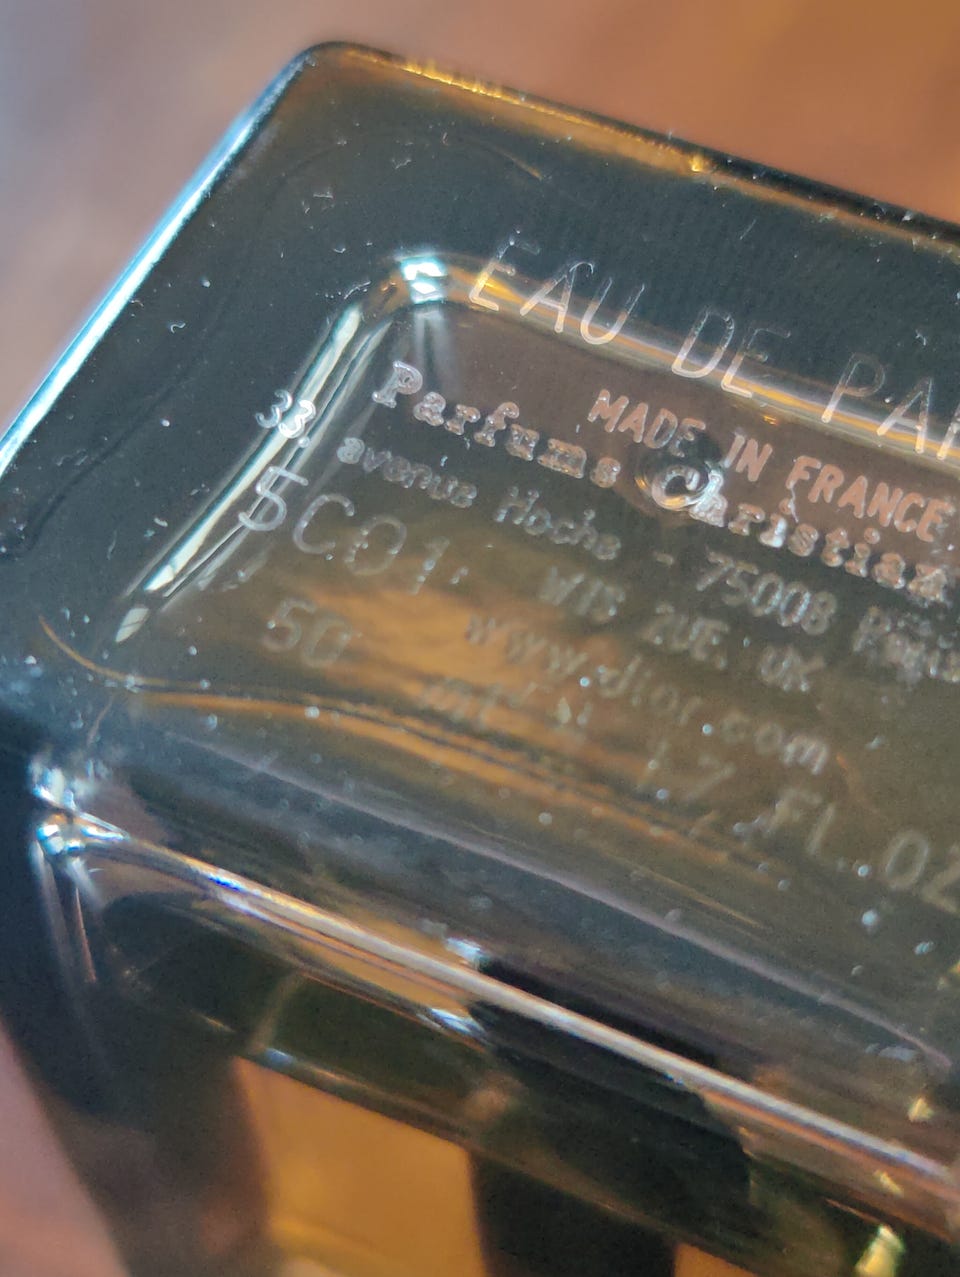 EAU DE PAR
MADE IN FRANCE
Parfums Christian
33, avenue Hoche - 75008 Paris
W1S 2UE, UK
5C01
www.dior.com
50 ml 1.7 FL.OZ